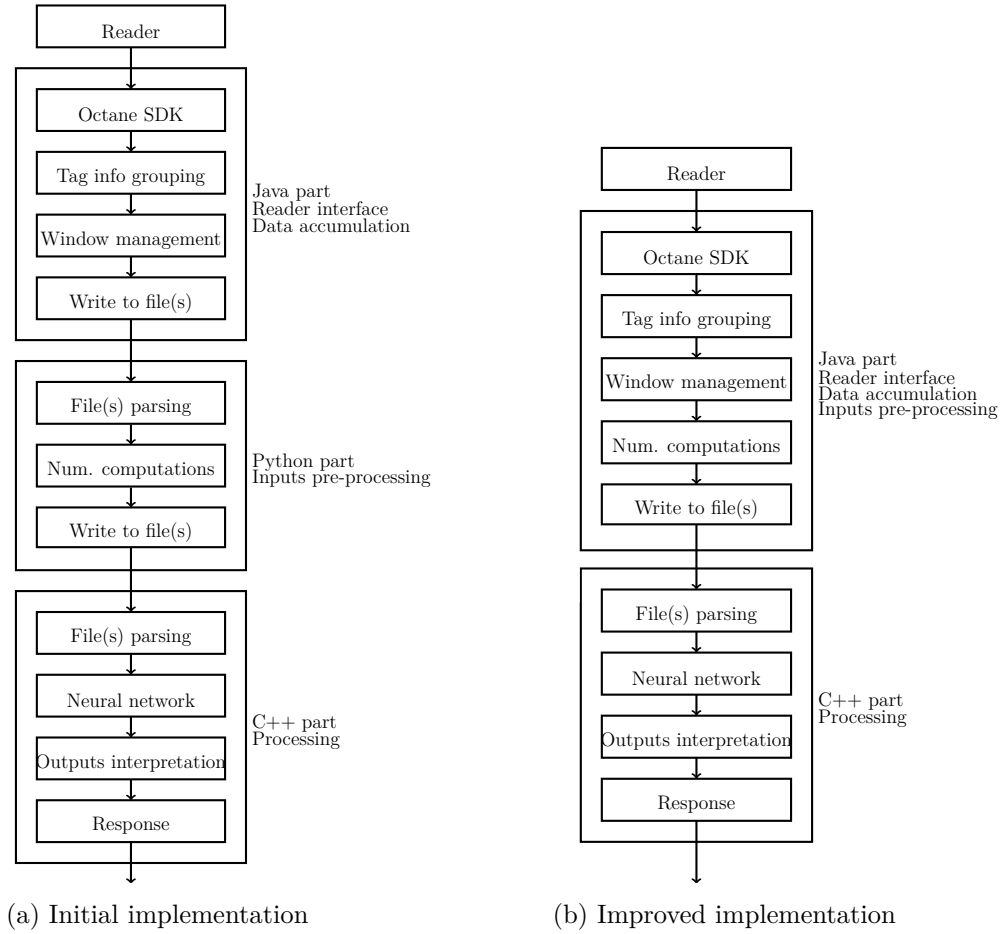 Reader
Octane SDK
Tag info grouping
Window management
Write to file(s)
Java part
Reader interface
Data accumulation
File(s) parsing
Num. computations
Write to file(s)
Python part
Inputs pre-processing
File(s) parsing
Neural network
Outputs interpretation
Response
C++ part
Processing
(a) Initial implementation
Reader
Octane SDK
Tag info grouping
Window management
Num. computations
Write to file(s)
Java part
Reader interface
Data accumulation
Inputs pre-processing
File(s) parsing
Neural network
Outputs interpretation
Response
C++ part
Processing
(b) Improved implementation